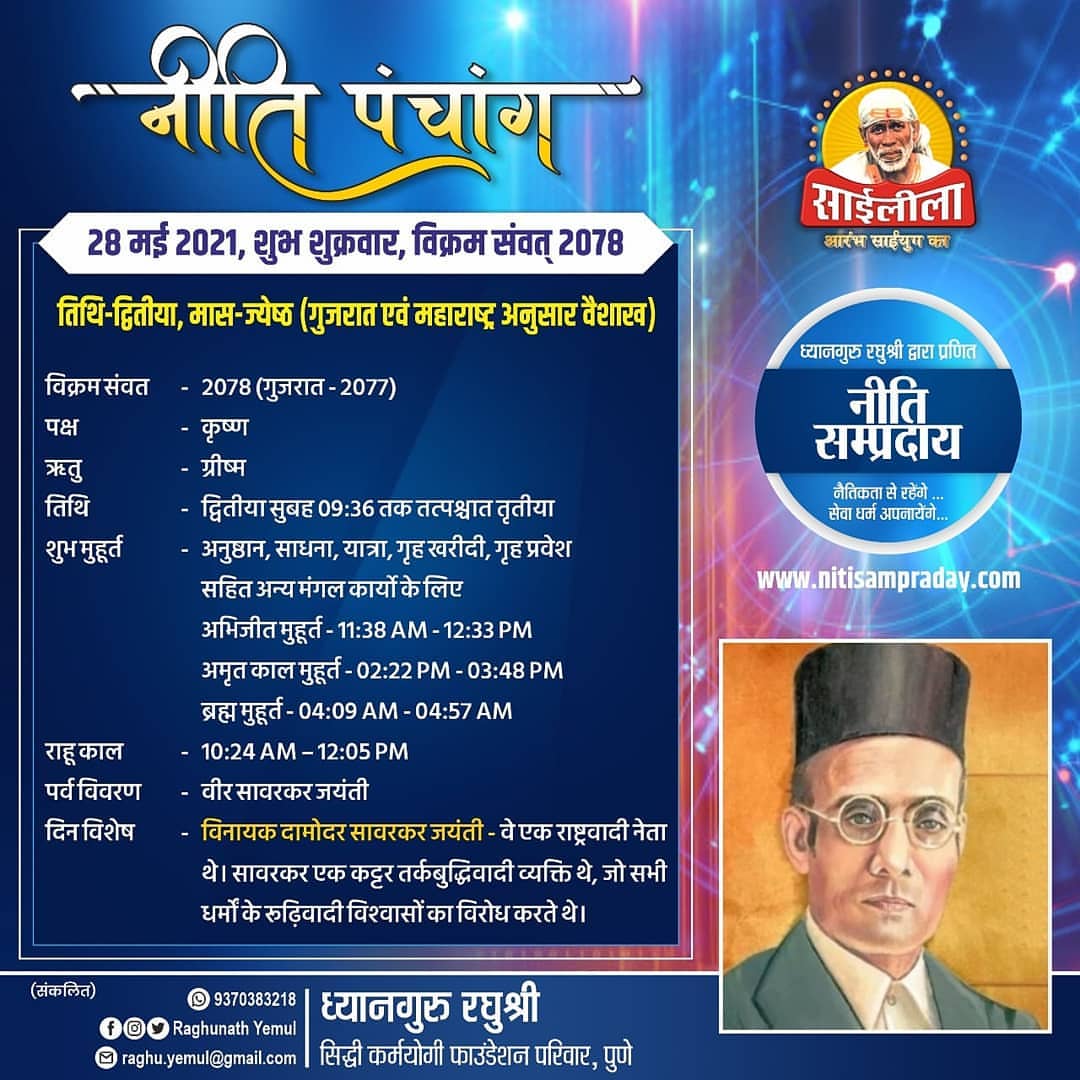 नीति पंचांग
साईलीला
आरंभ साईयुग का
28 मई 2021, शुभ शुक्रवार, विक्रम संवत् 2078
तिथि-द्वितीया, मास-ज्येष्ठ (गुजरात एवं महाराष्ट्र अनुसार वैशाख)
विक्रम संवत - 2078 (गुजरात - 2077)
पक्ष - कृष्ण
ऋतु - ग्रीष्म
तिथि - द्वितीया सुबह 09:36 तक तत्पश्चात तृतीया
शुभ मुहूर्त - अनुष्ठान, साधना, यात्रा, गृह खरीदी, गृह प्रवेश
सहित अन्य मंगल कार्यो के लिए
अभिजीत मुहूर्त - 11:38 AM - 12:33 PM
अमृत काल मुहूर्त - 02:22 PM - 03:48 PM
ब्रह्म मुहूर्त - 04:09 AM - 04:57 AM
राहू काल - 10:24 AM – 12:05 PM
पर्व विवरण - वीर सावरकर जयंती
दिन विशेष - विनायक दामोदर सावरकर जयंती - वे एक राष्ट्रवादी नेता
थे। सावरकर एक कट्टर तर्कबुद्धिवादी व्यक्ति थे, जो सभी
धर्मों के रूढ़िवादी विश्वासों का विरोध करते थे।
ध्यानगुरु रघुश्री द्वारा प्रणित
नीति
सम्प्रदाय
नैतिकता से रहेंगे ...
सेवा धर्म अपनायेंगे...
www.nitisampraday.com
(संकलित)
9370383218
Raghunath Yemul
raghu.yemul@gmail.com
ध्यानगुरु रघुश्री
सिद्धी कर्मयोगी फाउंडेशन परिवार, पुणे